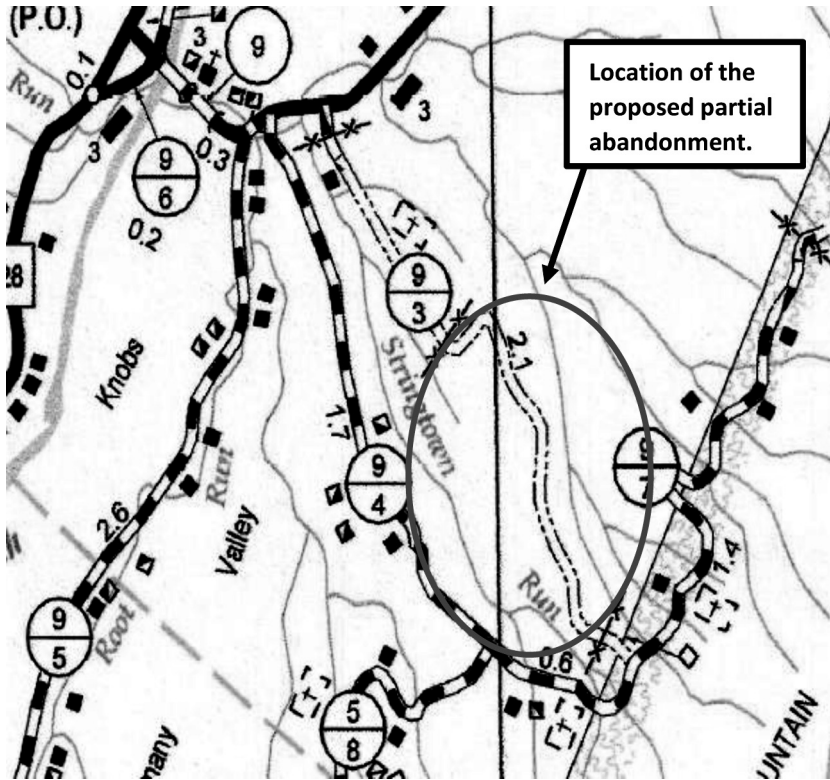 (P.O.)
3
9
Run
0.1
3
3
0.3
9
6
0.2
Location of the
proposed partial
abandonment.
28
9
3
Knobs
Stringtown
2.1
1.7
9
4
9
7
Run
2.6
Valley
Run
1.4
9
5
Root
0.6
5
8
many
UNTAIN